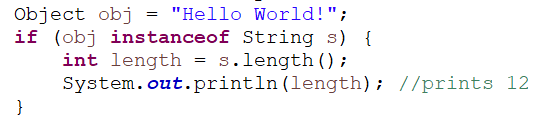 Object obj = "Hello World!";
if (obj instanceof String s) {
    int length = s.length();
    System.out.println(length); //prints 12
}